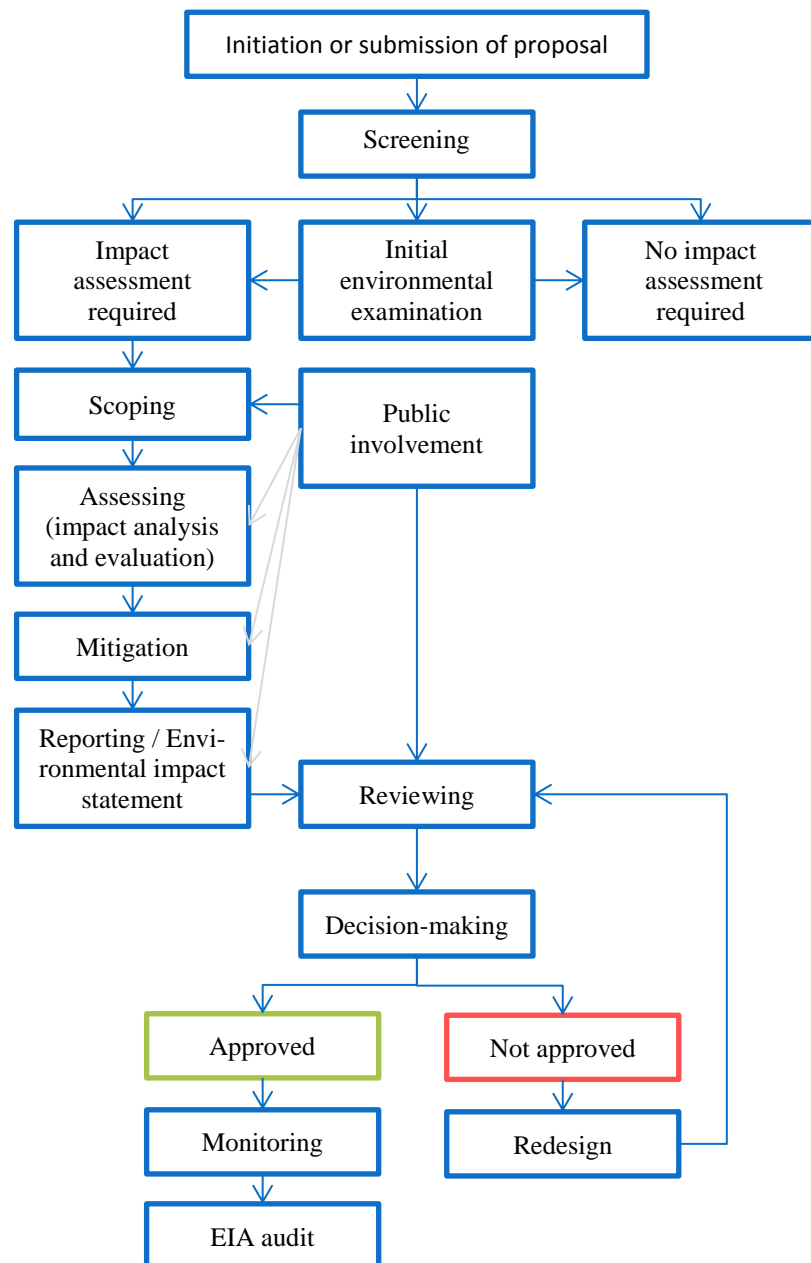 Initiation or submission of proposal
Screening
Impact
assessment
required
Initial
environmental
examination
No impact
assessment
required
Scoping
Public
involvement
Assessing
(impact analysis
and evaluation)
Mitigation
Reporting / Envi-
ronmental impact
statement
Reviewing
Decision-making
Approved
Not approved
Monitoring
Redesign
EIA audit